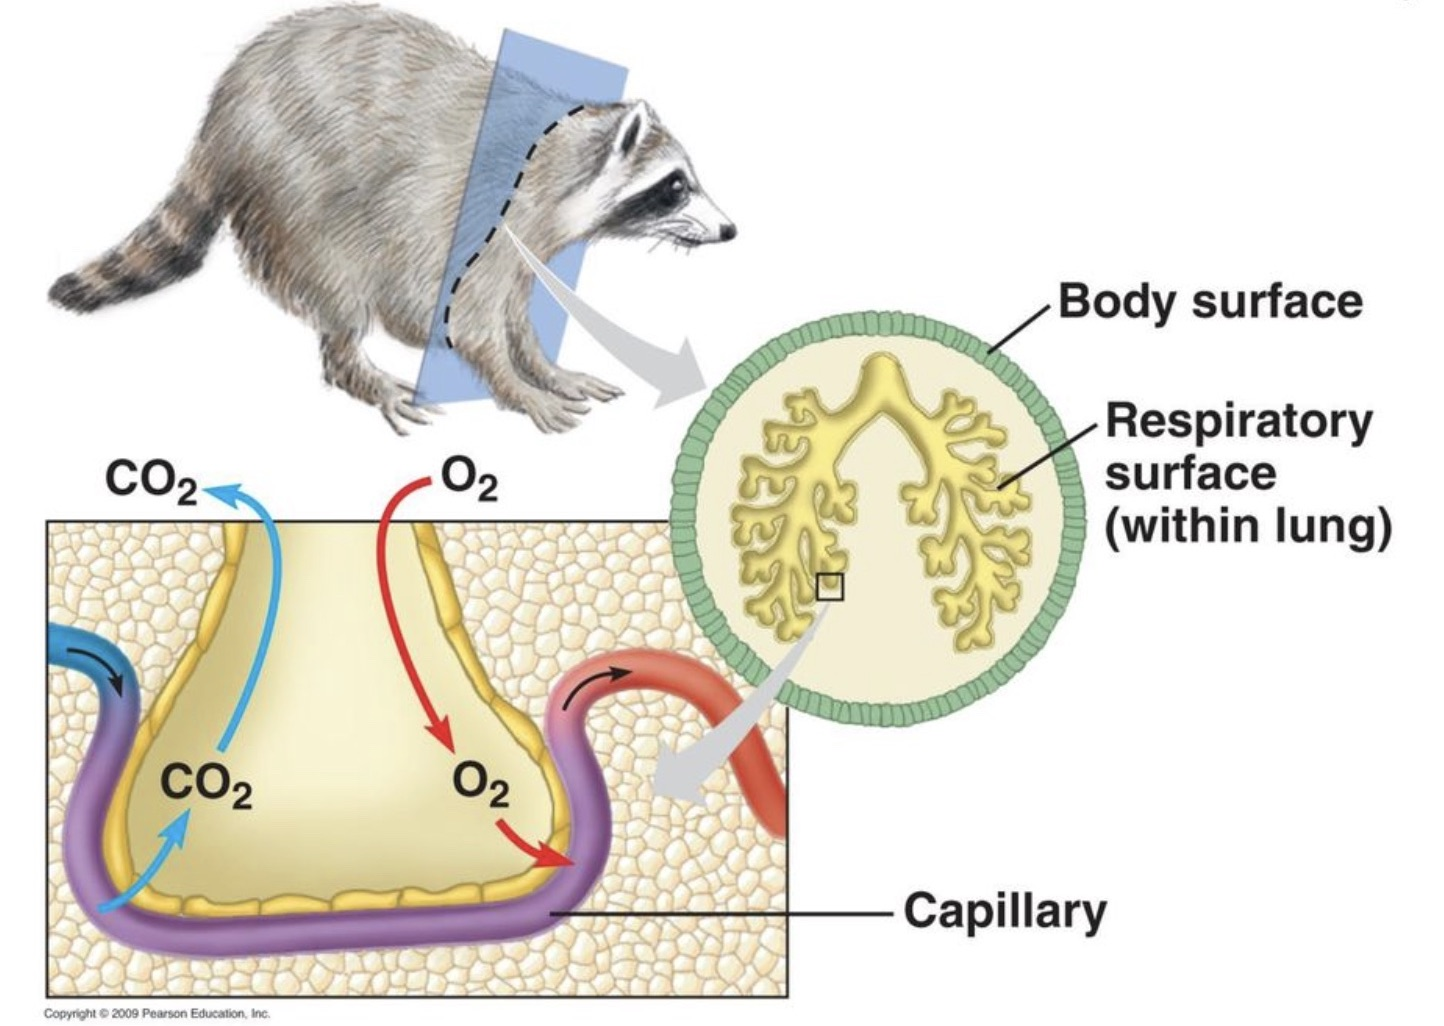 Body surface
Respiratory
surface
(within lung)
CO2
O2
CO2
O2
Capillary
Copyright © 2009 Pearson Education, Inc.